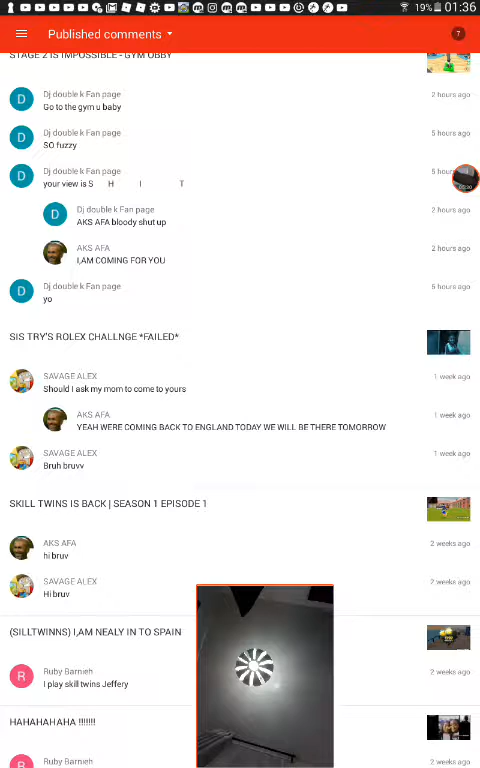 19% 01:36
Published comments
7
STAGE 2 IS IMPOSSIBLE - GYM OBBY
Dj double k Fan page 2 hours ago
Go to the gym u baby
Dj double k Fan page 5 hours ago
SO fuzzy
Dj double k Fan page 5 hours
your view is S H I T
Dj double k Fan page 2 hours ago
AKS AFA bloody shut up
AKS AFA 2 hours ago
I,AM COMING FOR YOU
Dj double k Fan page 5 hours ago
yo
SIS TRY'S ROLEX CHALLNGE *FAILED*
SAVAGE ALEX 1 week ago
Should I ask my mom to come to yours
AKS AFA 1 week ago
YEAH WERE COMING BACK TO ENGLAND TODAY WE WILL BE THERE TOMORROW
SAVAGE ALEX 1 week ago
Bruh bruvv
SKILL TWINS IS BACK | SEASON 1 EPISODE 1
AKS AFA 2 weeks ago
hi bruv
SAVAGE ALEX 2 weeks ago
Hi bruv
(SILLTWINNS) I,AM NEALY IN TO SPAIN
Ruby Barnieh 2 weeks ago
I play skill twins Jeffery
HAHAHAHAHA !!!!!!!
Ruby Barnieh 2 weeks ago